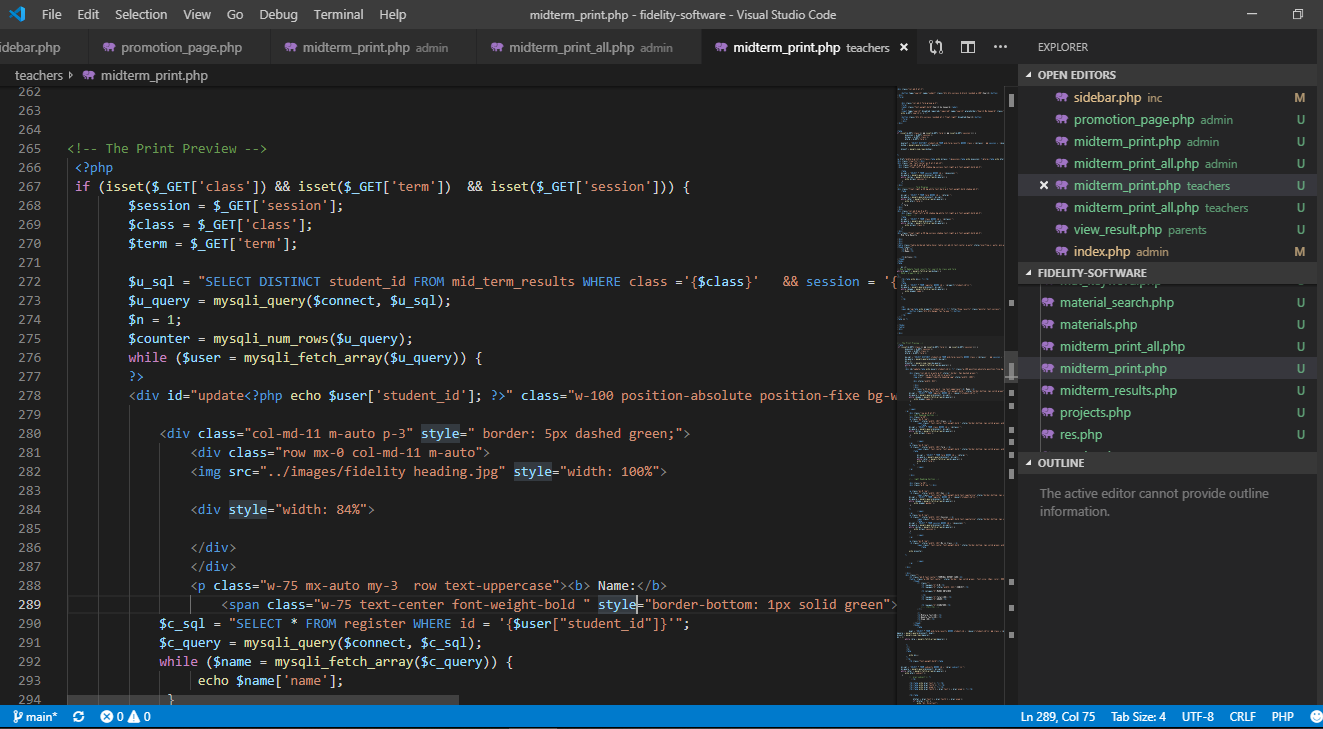 File Edit Selection View Go Debug Terminal Help midterm_print.php - fidelity-software - Visual Studio Code
idebar.php promotion_page.php midterm_print.php admin midterm_print_all.php admin midterm_print.php teachers
teachers midterm_print.php
262
263
264
265 <!-- The Print Preview -->
266 <?php
267 if (isset($_GET['class']) && isset($_GET['term'])  && isset($_GET['session'])) {
268 $session = $_GET['session'];
269 $class = $_GET['class'];
270 $term = $_GET['term'];
271
272 $u_sql = "SELECT DISTINCT student_id FROM mid_term_results WHERE class ='{$class}'   && session = '{
273 $u_query = mysqli_query($connect, $u_sql);
274 $n = 1;
275 $counter = mysqli_num_rows($u_query);
276 while ($user = mysqli_fetch_array($u_query)) {
277 ?>
278 <div id="update<?php echo $user['student_id']; ?>" class="w-100 position-absolute position-fixe bg-w
279
280 <div class="col-md-11 m-auto p-3" style=" border: 5px dashed green;">
281 <div class="row mx-0 col-md-11 m-auto">
282 <img src="../images/fidelity heading.jpg" style="width: 100%">
283
284 <div style="width: 84%">
285
286 </div>
287 </div>
288 <p class="w-75 mx-auto my-3  row text-uppercase"><b> Name:</b>
289 <span class="w-75 text-center font-weight-bold " style="border-bottom: 1px solid green">
290 $c_sql = "SELECT * FROM register WHERE id = '{$user["student_id"]}'";
291 $c_query = mysqli_query($connect, $c_sql);
292 while ($name = mysqli_fetch_array($c_query)) {
293 echo $name['name'];
294 }
EXPLORER
OPEN EDITORS
sidebar.php inc M
promotion_page.php admin U
midterm_print.php admin U
midterm_print_all.php admin U
midterm_print.php teachers U
midterm_print_all.php teachers U
view_result.php parents U
index.php admin M
FIDELITY-SOFTWARE
material_search.php U
materials.php U
midterm_print_all.php U
midterm_print.php U
midterm_results.php U
projects.php U
res.php U
OUTLINE
The active editor cannot provide outline
information.
main* 0 0 Ln 289, Col 75 Tab Size: 4 UTF-8 CRLF PHP